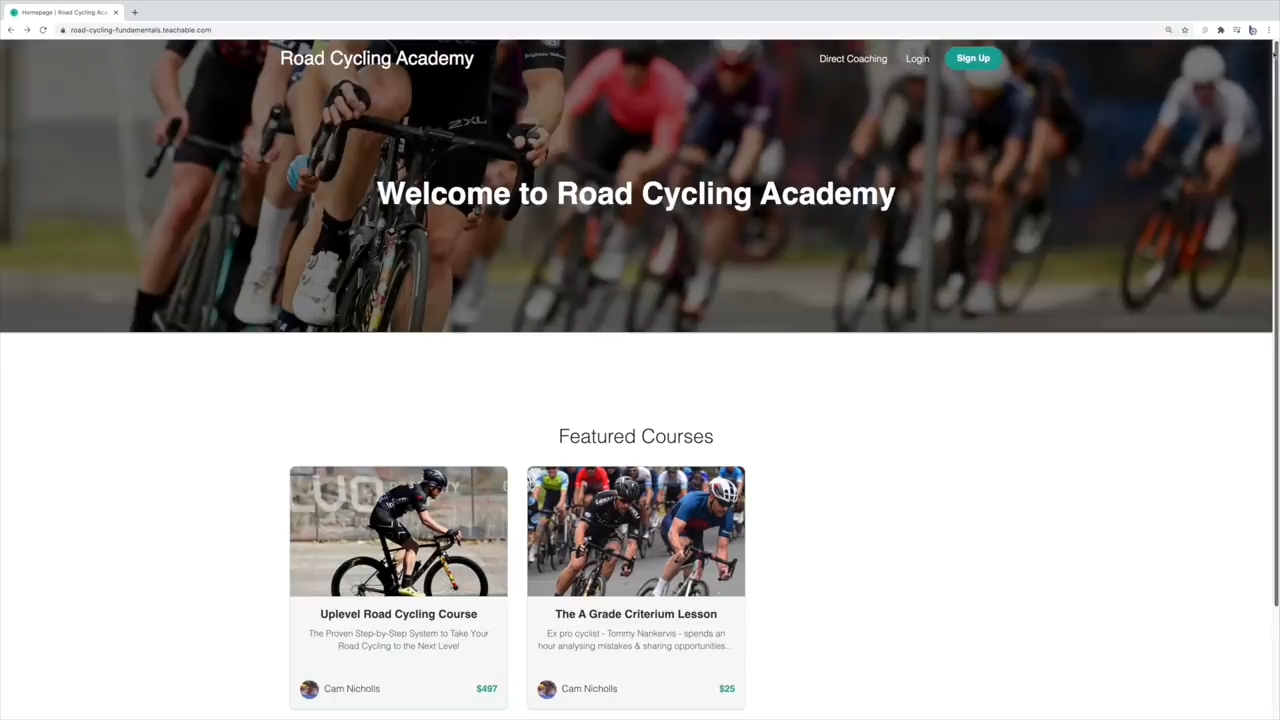 Homepage | Road Cycling Aca
road-cycling-fundamentals.teachable.com
Road Cycling Academy
Direct Coaching
Login
Sign Up
ZXL
Welcome to Road Cycling Academy
Featured Courses
Uplevel Road Cycling Course
The Proven Step-by-Step System to Take Your
Road Cycling to the Next Level
Cam Nicholls
$497
The A Grade Criterium Lesson
Ex pro cyclist - Tommy Nankervis - spends an
hour analysing mistakes & sharing opportunities...
Cam Nicholls
$25